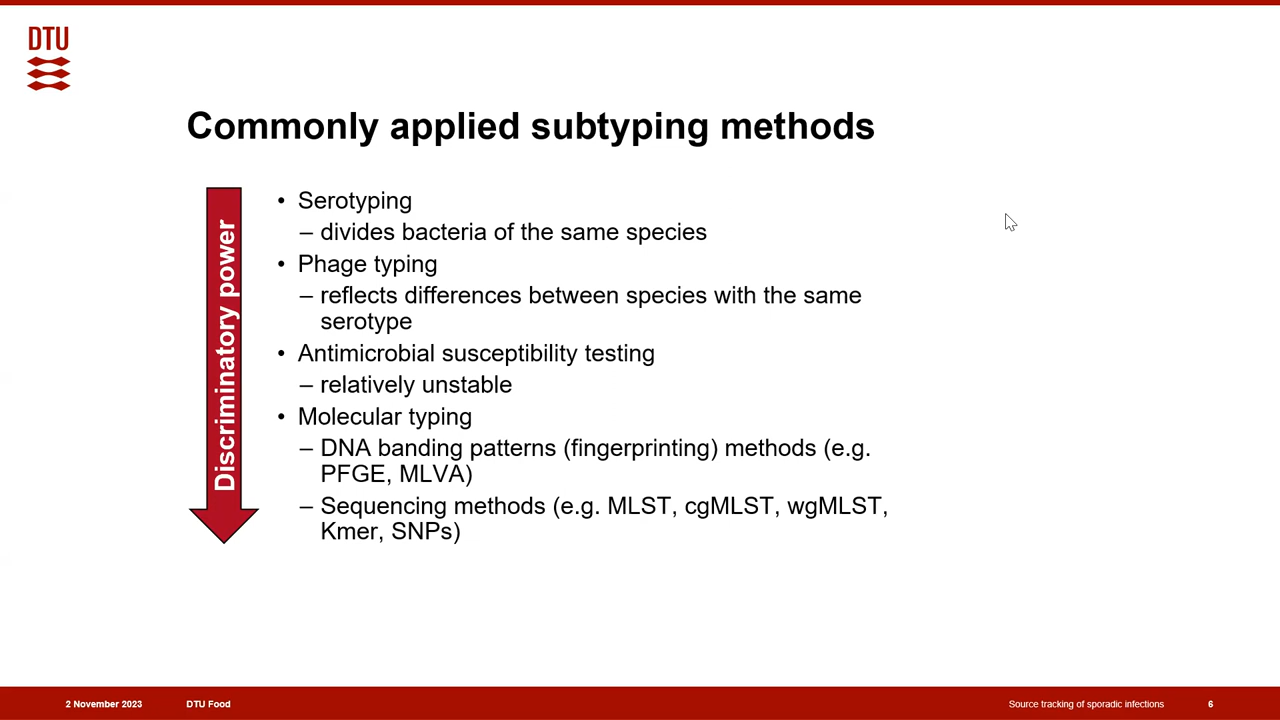 DTU
Commonly applied subtyping methods
Discriminatory power
• Serotyping
– divides bacteria of the same species
• Phage typing
– reflects differences between species with the same
serotype
• Antimicrobial susceptibility testing
– relatively unstable
• Molecular typing
– DNA banding patterns (fingerprinting) methods (e.g.
PFGE, MLVA)
– Sequencing methods (e.g. MLST, cgMLST, wgMLST,
Kmer, SNPs)
2 November 2023 DTU Food Source tracking of sporadic infections 6